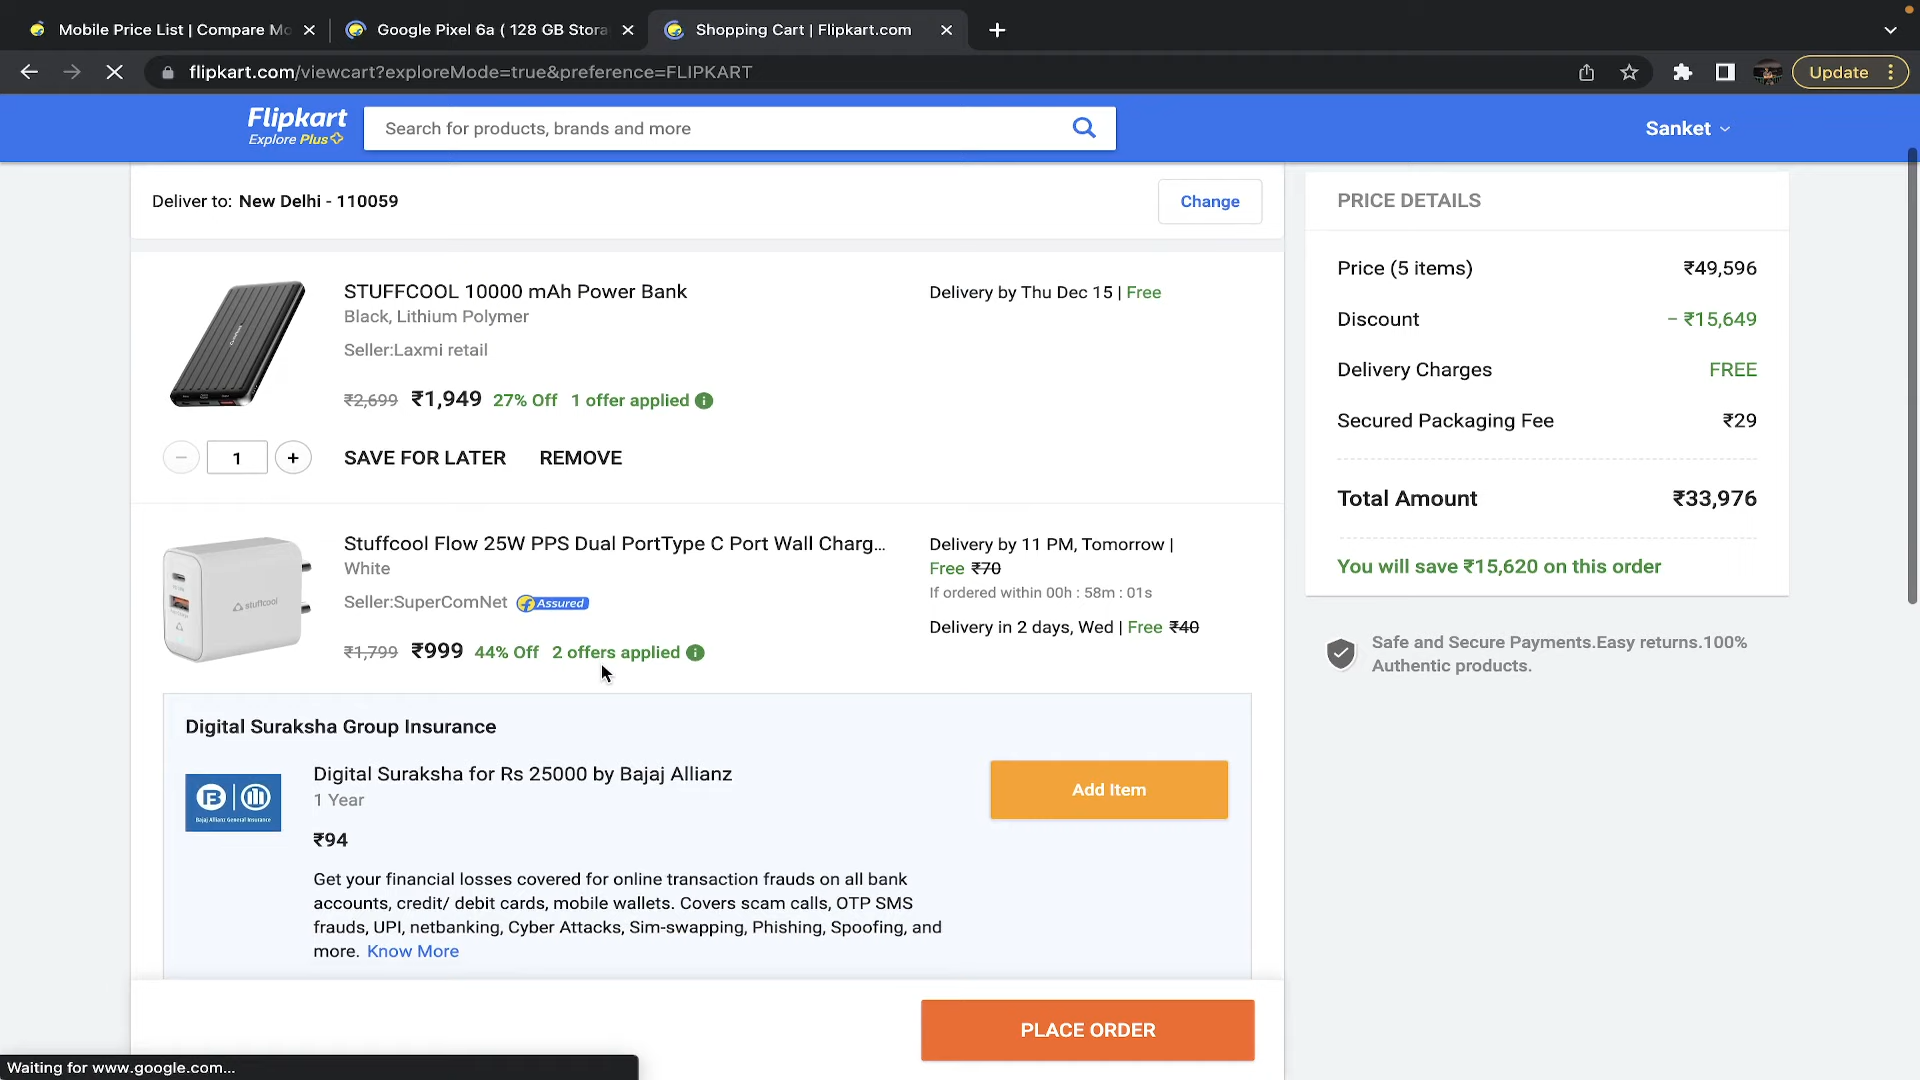 Mobile Price List | Compare Mo
Google Pixel 6a ( 128 GB Stora
Shopping Cart | Flipkart.com
flipkart.com/viewcart?exploreMode=true&preference=FLIPKART
Update
Flipkart
Explore Plus
Search for products, brands and more
Sanket
Deliver to: New Delhi - 110059
Change
STUFFCOOL 10000 mAh Power Bank
Black, Lithium Polymer
Seller:Laxmi retail
₹2,699 ₹1,949 27% Off 1 offer applied
Delivery by Thu Dec 15 | Free
1
SAVE FOR LATER
REMOVE
stuffcool
Stuffcool Flow 25W PPS Dual PortType C Port Wall Charg...
White
Seller:SuperComNet
Assured
₹1,799 ₹999 44% Off 2 offers applied
Delivery by 11 PM, Tomorrow |
Free ₹70
If ordered within 00h : 58m : 01s
Delivery in 2 days, Wed | Free ₹40
Digital Suraksha Group Insurance
Bajaj Allianz General Insurance
Digital Suraksha for Rs 25000 by Bajaj Allianz
1 Year
₹94
Get your financial losses covered for online transaction frauds on all bank
accounts, credit/ debit cards, mobile wallets. Covers scam calls, OTP SMS
frauds, UPI, netbanking, Cyber Attacks, Sim-swapping, Phishing, Spoofing, and
more. Know More
Add Item
PLACE ORDER
PRICE DETAILS
Price (5 items) ₹49,596
Discount − ₹15,649
Delivery Charges FREE
Secured Packaging Fee ₹29
Total Amount ₹33,976
You will save ₹15,620 on this order
Safe and Secure Payments.Easy returns.100%
Authentic products.
Waiting for www.google.com...